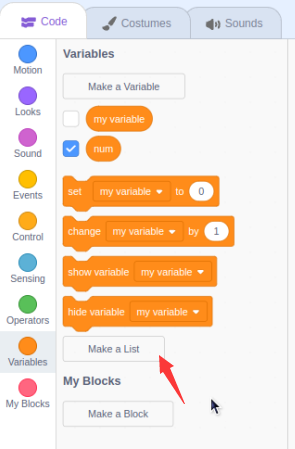 Code Costumes Sounds
Motion
Looks
Sound
Events
Control
Sensing
Operators
Variables
My Blocks
Variables
Make a Variable
my variable
num
set my variable to 0
change my variable by 1
show variable my variable
hide variable my variable
Make a List
My Blocks
Make a Block